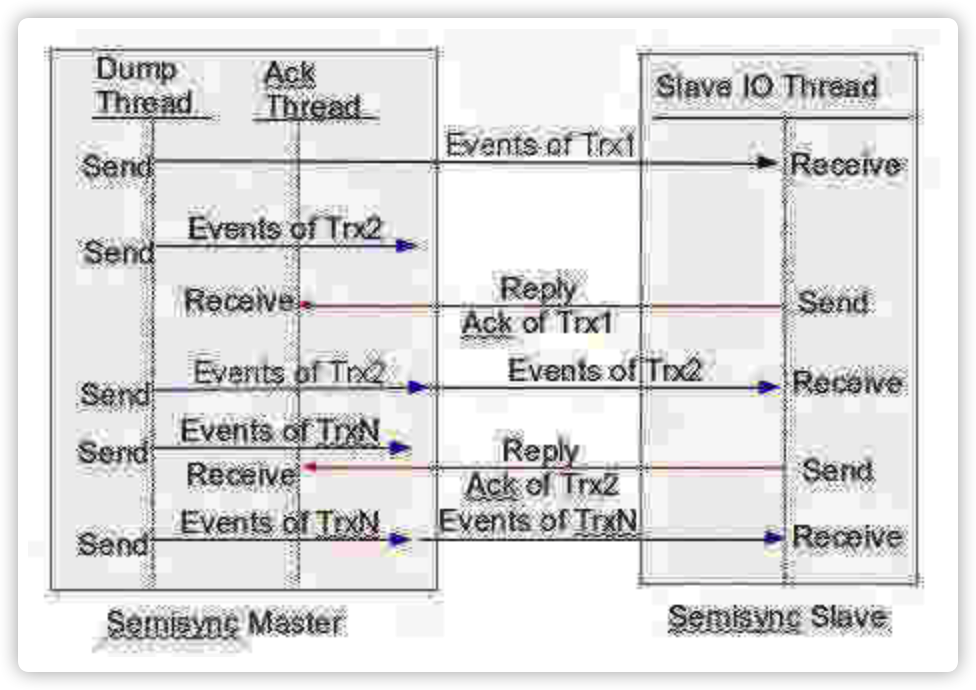 Dump
Thread
Ack
Thread
Slave IO Thread
Events of Trx1
Send
Receive
Events of Trx2
Send
Receive
Reply
Ack of Trx1
Send
Events of Trx2
Events of Trx2
Send
Receive
Events of TrxN
Send
Receive
Reply
Ack of Trx2
Send
Events of TrxN
Events of TrxN
Send
Receive
Semisync Master
Semisync Slave